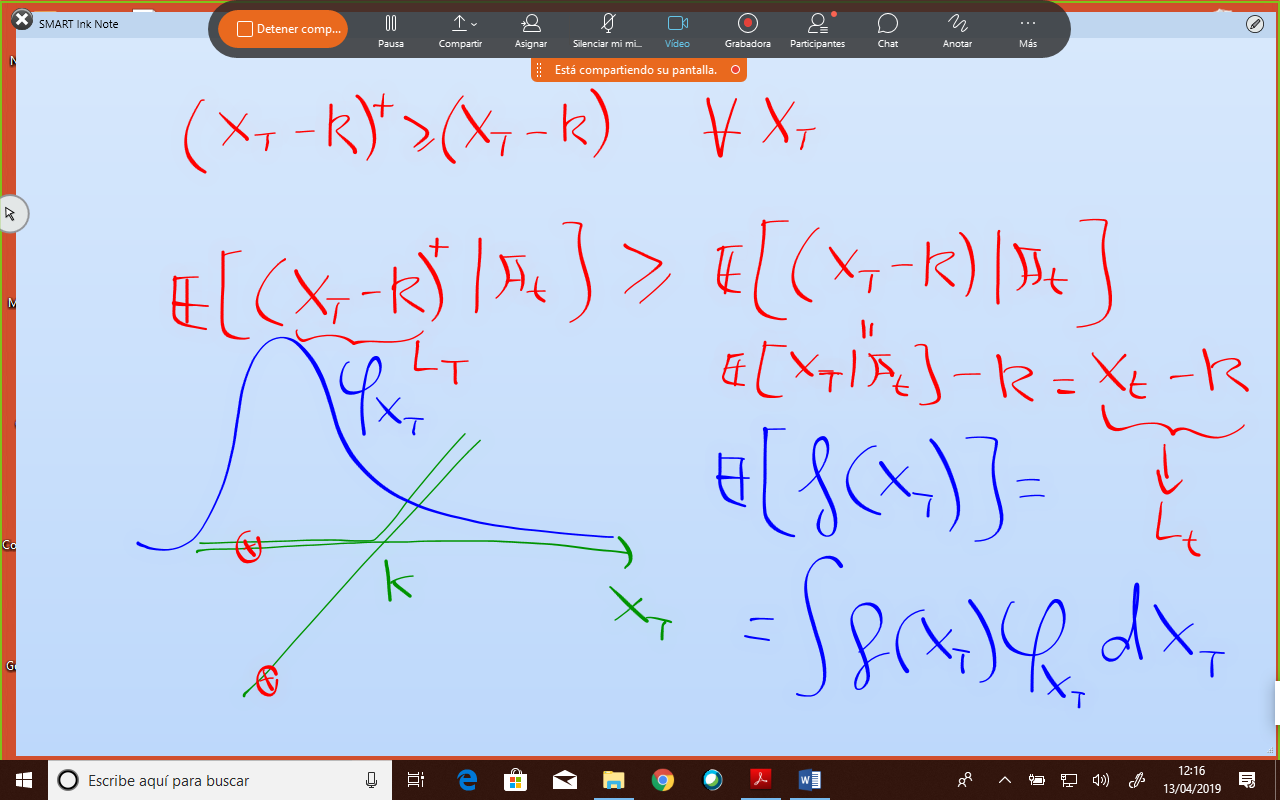 SMART Ink Note
Detener comp...
Pausa
Compartir
Asignar
Silenciar mi mi...
Vídeo
Grabadora
Participantes
Chat
Anotar
Más
Está compartiendo su pantalla.
(X_T − K)^+ ≥ (X_T − K) ∀ X_T
𝔼[(X_T − K)^+ | 𝔽_t] ≥ 𝔼[(X_T − K) | 𝔽_t]
L_T
=
𝔼[X_T | 𝔽_t] − K = X_t − K
φ_{X_T}
𝔼[f(X_T)] =
L_t
K
X_T
= ∫ f(X_T) φ_{X_T} dX_T
Escribe aquí para buscar
12:16
13/04/2019